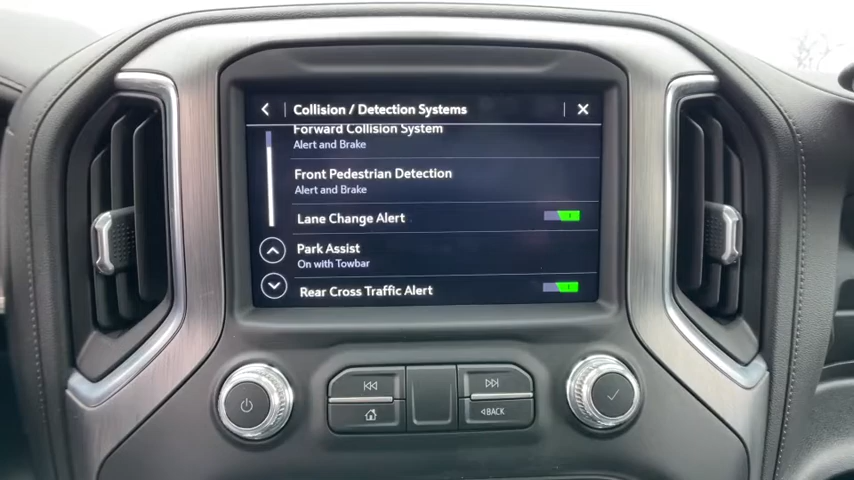 Collision / Detection Systems
Forward Collision System
Alert and Brake
Front Pedestrian Detection
Alert and Brake
Lane Change Alert
Park Assist
On with Towbar
Rear Cross Traffic Alert
BACK